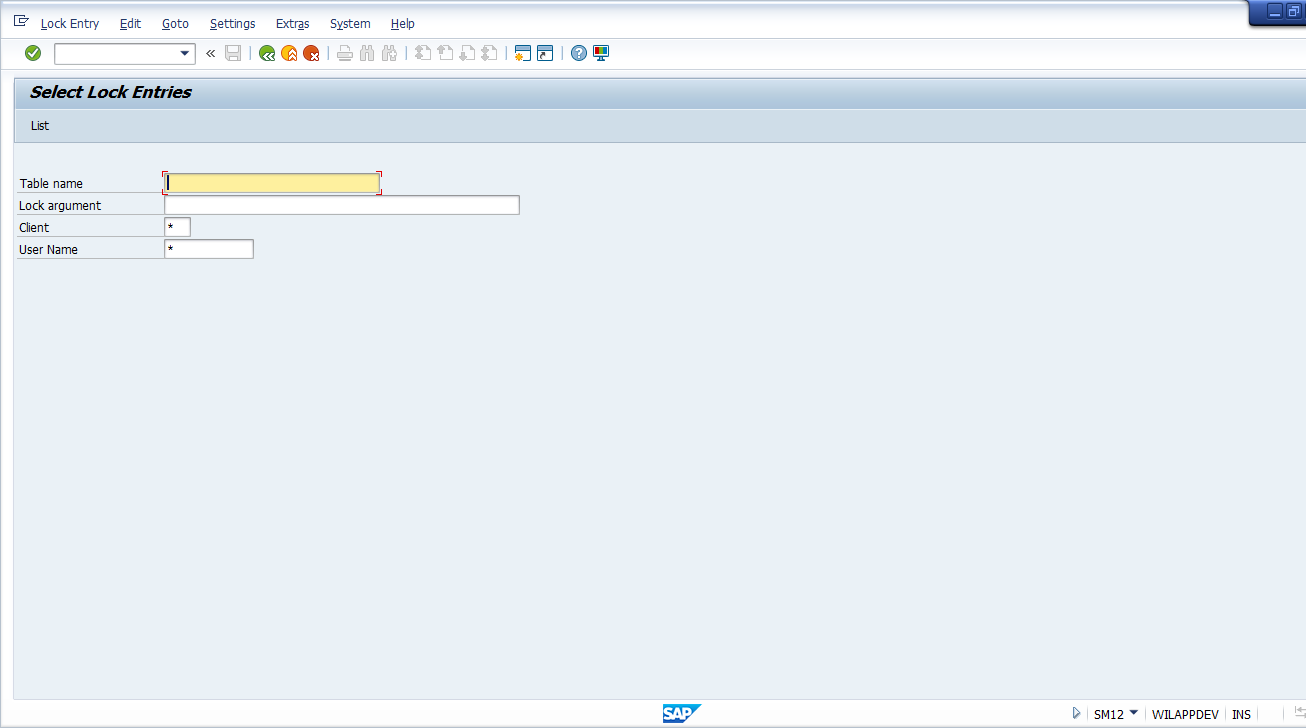 Lock Entry Edit Goto Settings Extras System Help
Select Lock Entries
List
Table name
Lock argument
Client *
User Name *
SAP SM12 WILAPPDEV INS